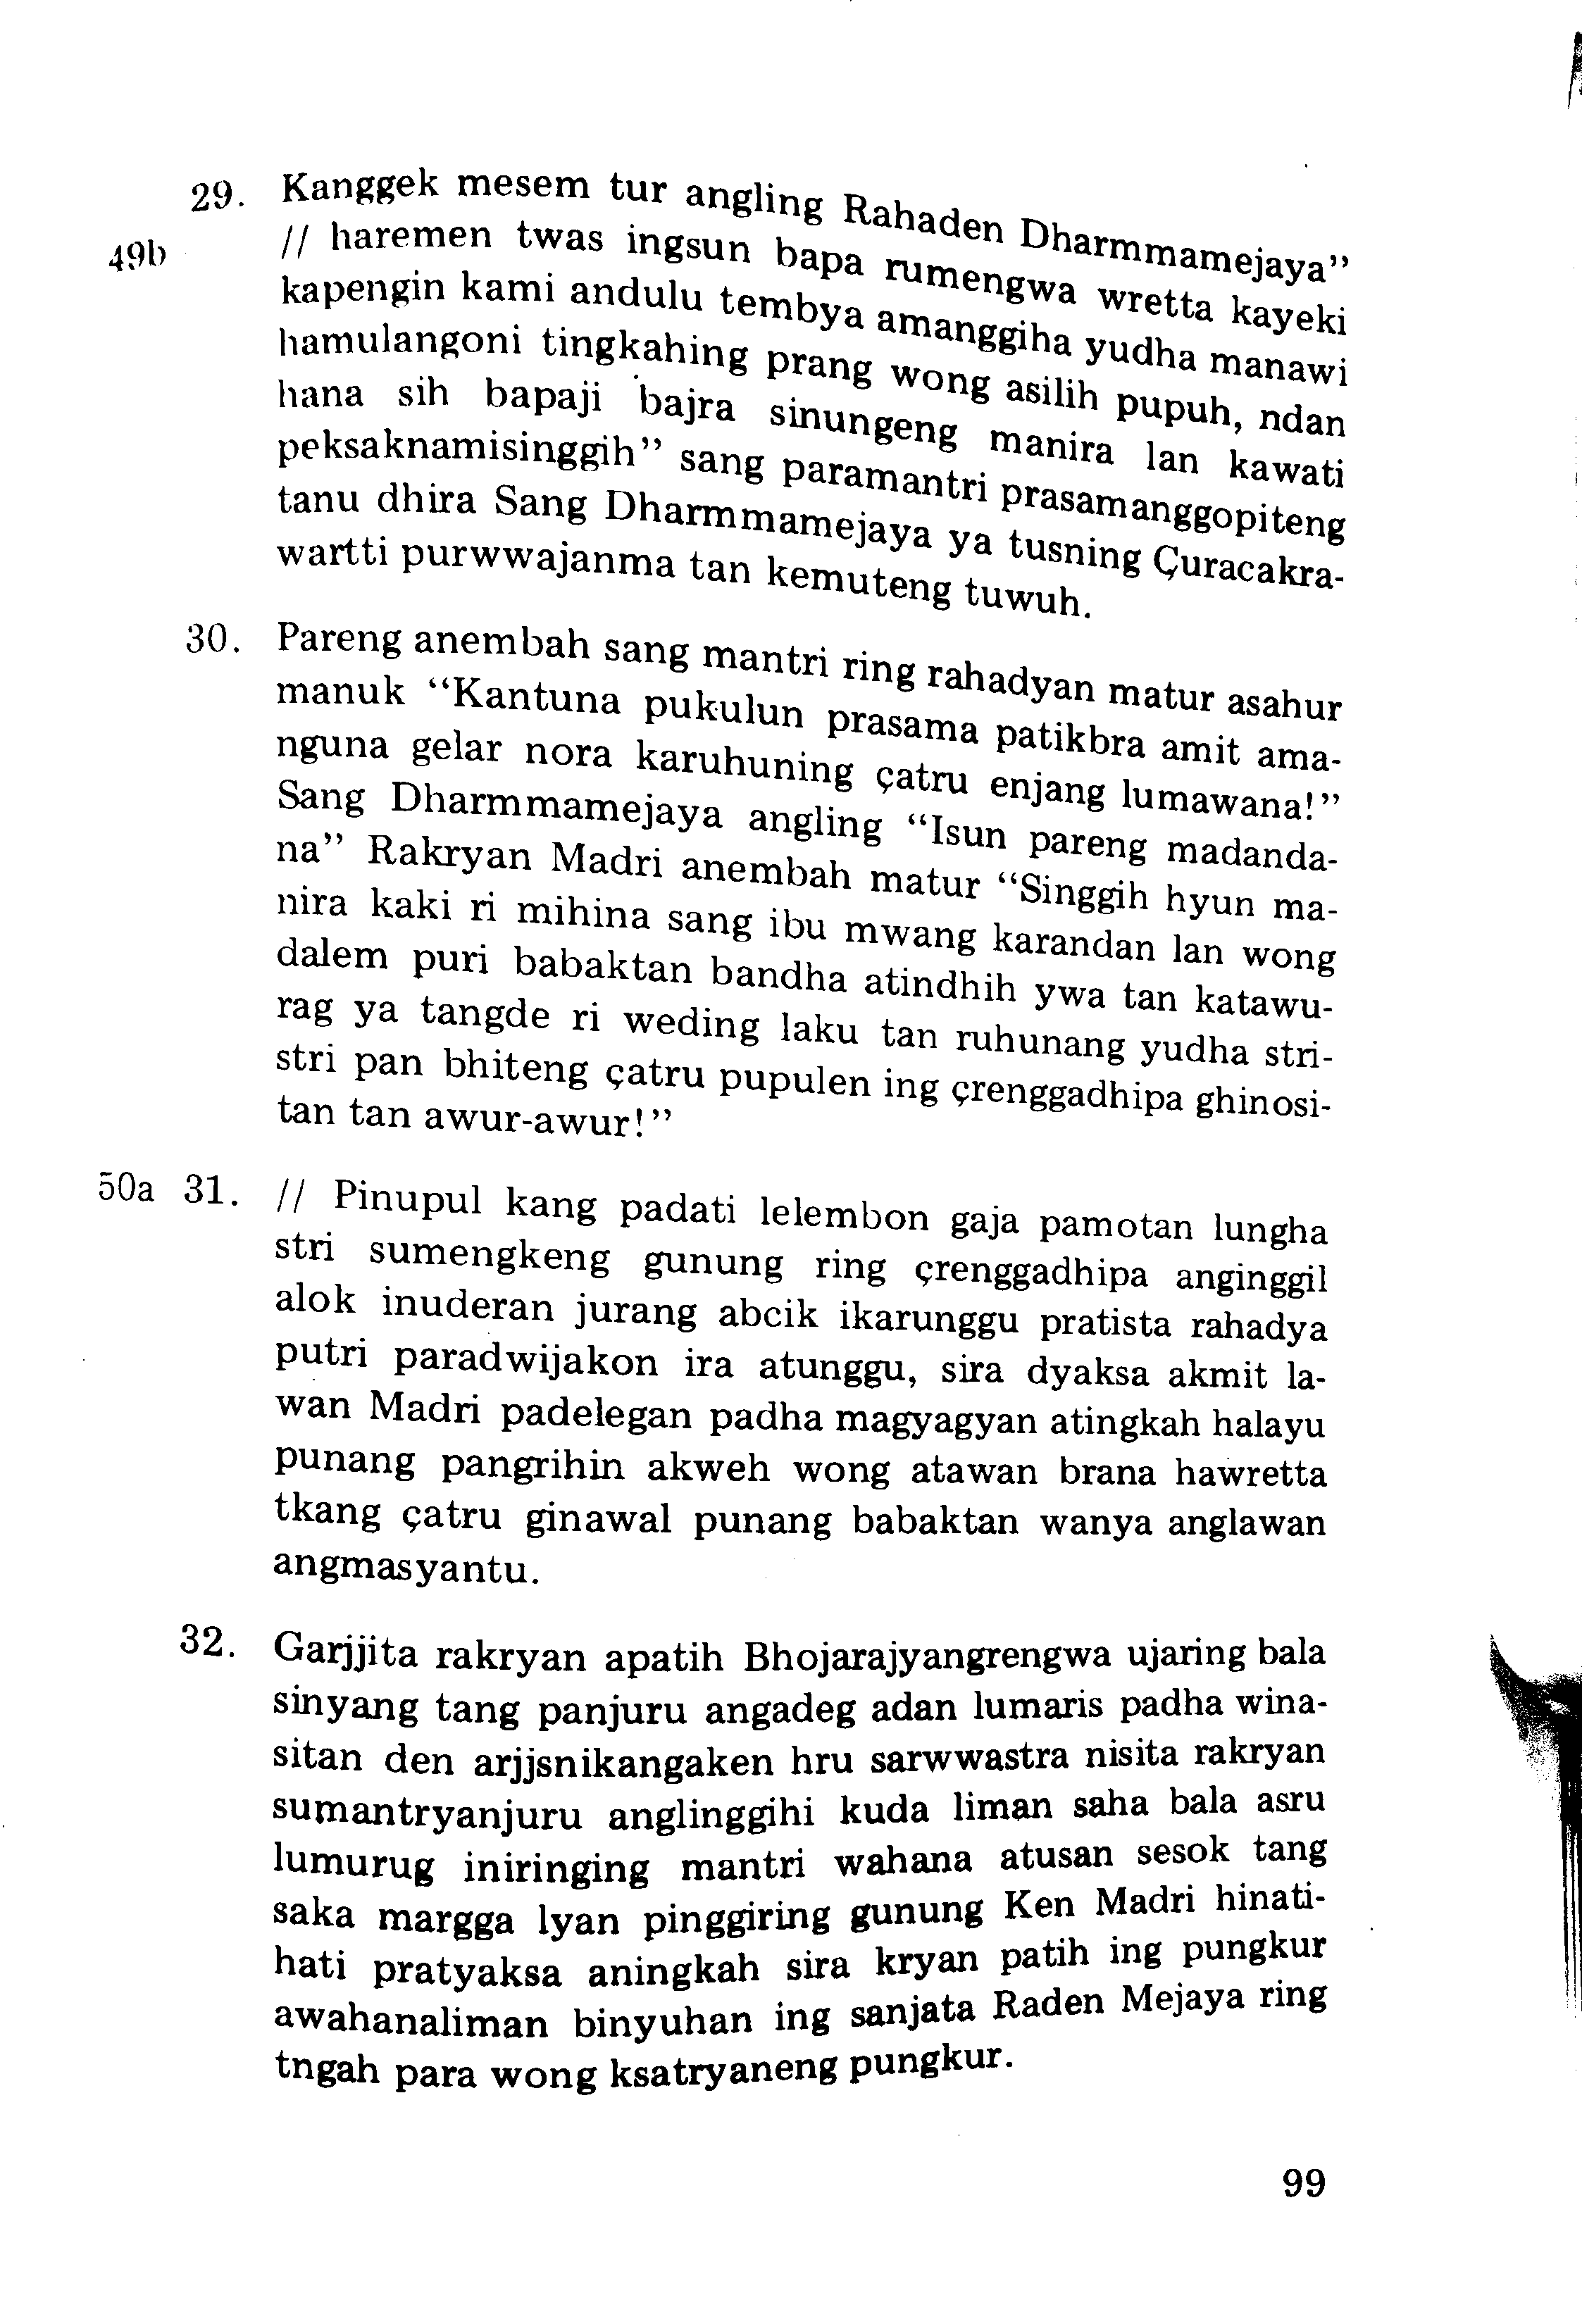 29. Kanggek mesem tur angling Rahaden Dharmmamejaya”
49b // haremen twas ingsun bapa rumengwa wretta kayeki
kapengin kami andulu tembya amanggiha yudha manawi
hamulangoni tingkahing prang wong asilih pupuh, ndan
hana sih bapaji bajra sinungeng manira lan kawati
peksaknamisinggih” sang paramantri prasamanggopiteng
tanu dhira Sang Dharmmamejaya ya tusning Çuracakra-
wartti purwwajanma tan kemuteng tuwuh.
30. Pareng anembah sang mantri ring rahadyan matur asahur
manuk “Kantuna pukulun prasama patikbra amit ama-
nguna gelar nora karuhuning çatru enjang lumawana!”
Sang Dharmmamejaya angling “Isun pareng madanda-
na” Rakryan Madri anembah matur “Singgih hyun ma-
nira kaki ri mihina sang ibu mwang karandan lan wong
dalem puri babaktan bandha atindhih ywa tan katawu-
rag ya tangde ri weding laku tan ruhunang yudha stri-
stri pan bhiteng çatru pupulen ing çrenggadhipa ghinosi-
tan tan awur-awur!”
50a 31. // Pinupul kang padati lelembon gaja pamotan lungha
stri sumengkeng gunung ring çrenggadhipa anginggil
alok inuderan jurang abcik ikarunggu pratista rahadya
putri paradwijakon ira atunggu, sira dyaksa akmit la-
wan Madri padelegan padha magyagyan atingkah halayu
punang pangrihin akweh wong atawan brana hawretta
tkang çatru ginawal punang babaktan wanya anglawan
angmasyantu.
32. Garjjita rakryan apatih Bhojarajyangrengwa ujaring bala
sinyang tang panjuru angadeg adan lumaris padha wina-
sitan den arjjsnikangaken hru sarwwastra nisita rakryan
sumantryanjuru anglinggihi kuda liman saha bala asru
lumurug iniringing mantri wahana atusan sesok tang
saka margga lyan pinggiring gunung Ken Madri hinati-
hati pratyaksa aningkah sira kryan patih ing pungkur
awahanaliman binyuhan ing sanjata Raden Mejaya ring
tngah para wong ksatryaneng pungkur.
99